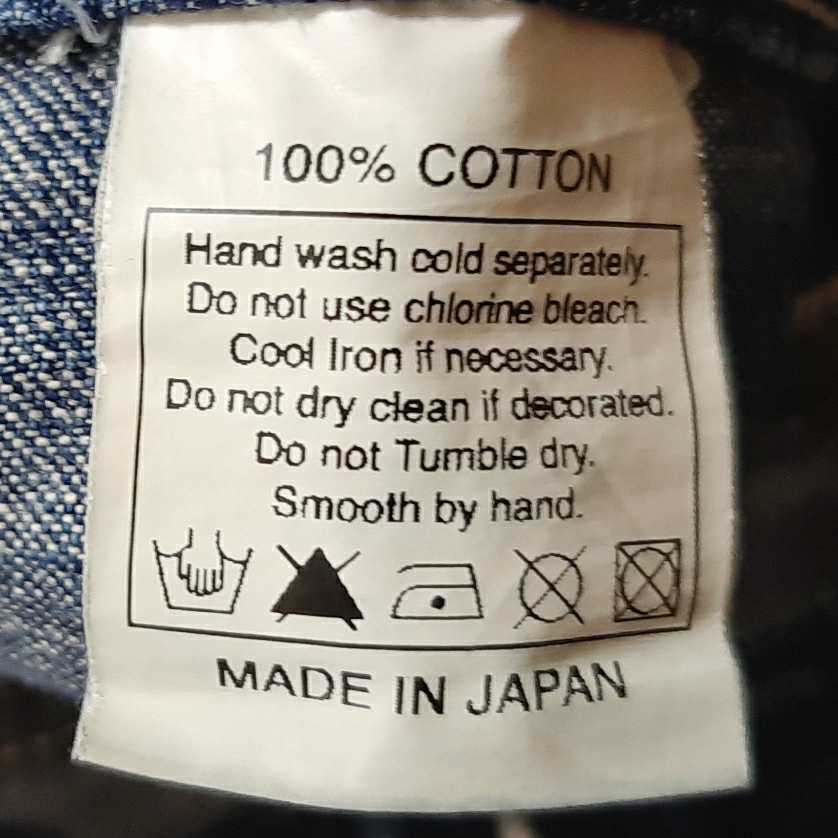 100% COTTON
Hand wash cold separately.
Do not use chlorine bleach.
Cool Iron if necessary.
Do not dry clean if decorated.
Do not Tumble dry.
Smooth by hand.
MADE IN JAPAN